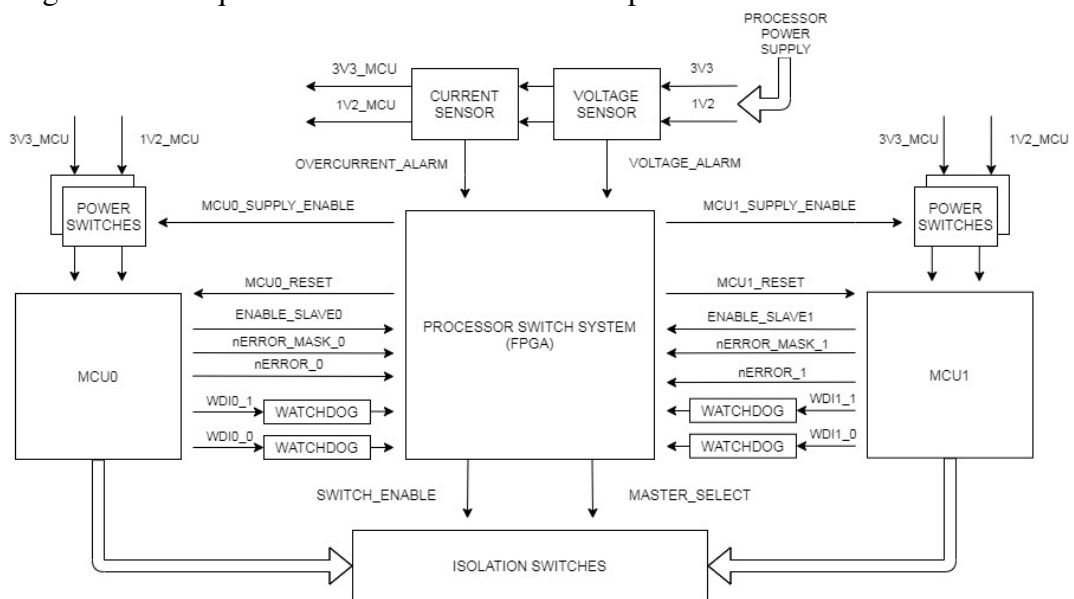 PROCESSOR
POWER
SUPPLY
3V3_MCU
1V2_MCU
CURRENT
SENSOR
VOLTAGE
SENSOR
3V3
1V2
3V3_MCU
1V2_MCU
OVERCURRENT_ALARM
VOLTAGE_ALARM
3V3_MCU
1V2_MCU
POWER
SWITCHES
MCU0_SUPPLY_ENABLE
MCU1_SUPPLY_ENABLE
POWER
SWITCHES
MCU0_RESET
MCU1_RESET
ENABLE_SLAVE0
ENABLE_SLAVE1
PROCESSOR SWITCH SYSTEM
(FPGA)
nERROR_MASK_0
nERROR_MASK_1
nERROR_0
nERROR_1
MCU0
MCU1
WDI0_1
WATCHDOG
WATCHDOG
WDI1_1
WDI0_0
WATCHDOG
WATCHDOG
WDI1_0
SWITCH_ENABLE
MASTER_SELECT
ISOLATION SWITCHES